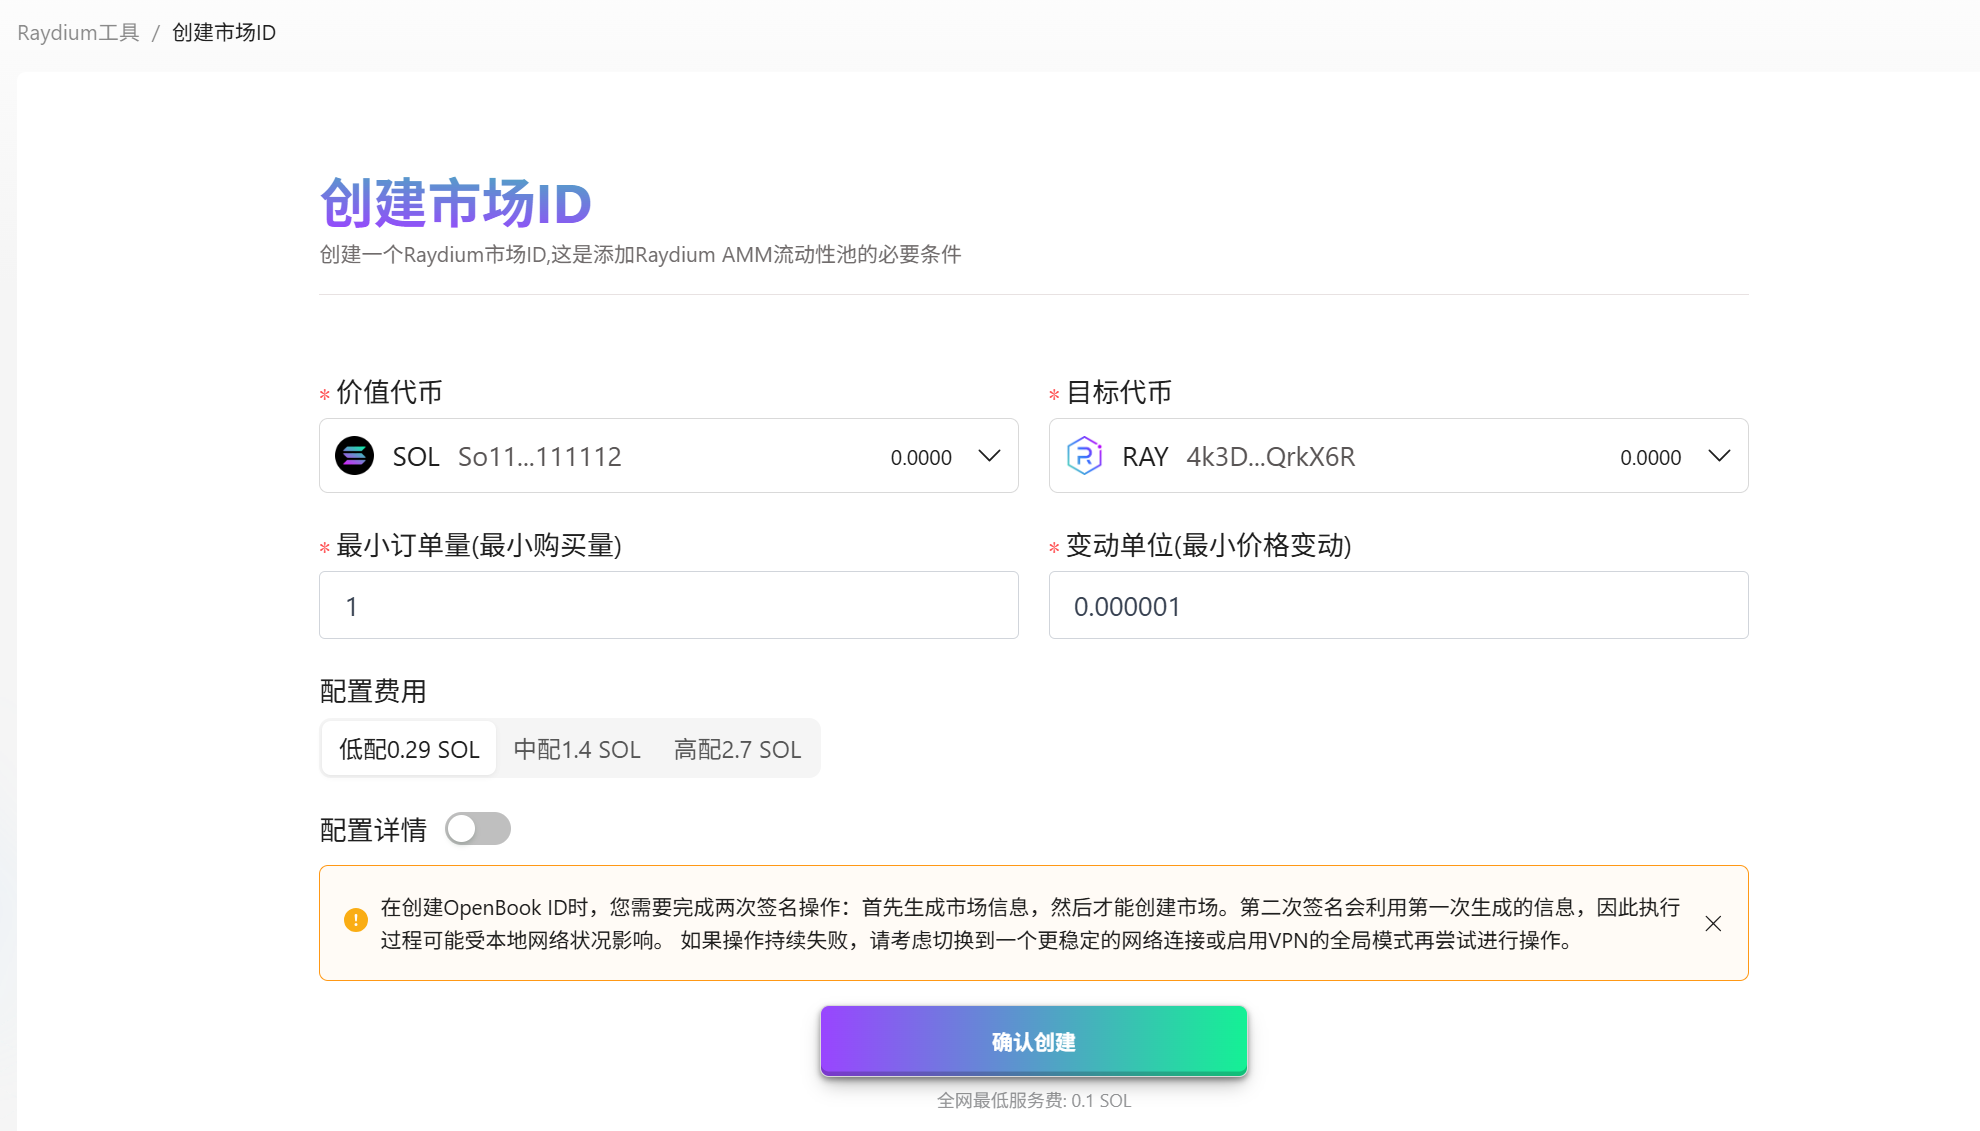 Raydium工具 / 创建市场ID
创建市场ID
创建一个Raydium市场ID,这是添加Raydium AMM流动性池的必要条件
* 价值代币
SOL So11...111112 0.0000
* 目标代币
RAY 4k3D...QrkX6R 0.0000
* 最小订单量(最小购买量)
1
* 变动单位(最小价格变动)
0.000001
配置费用
低配0.29 SOL 中配1.4 SOL 高配2.7 SOL
配置详情
在创建OpenBook ID时，您需要完成两次签名操作：首先生成市场信息，然后才能创建市场。第二次签名会利用第一次生成的信息，因此执行
过程可能受本地网络状况影响。 如果操作持续失败，请考虑切换到一个更稳定的网络连接或启用VPN的全局模式再尝试进行操作。
确认创建
全网最低服务费: 0.1 SOL